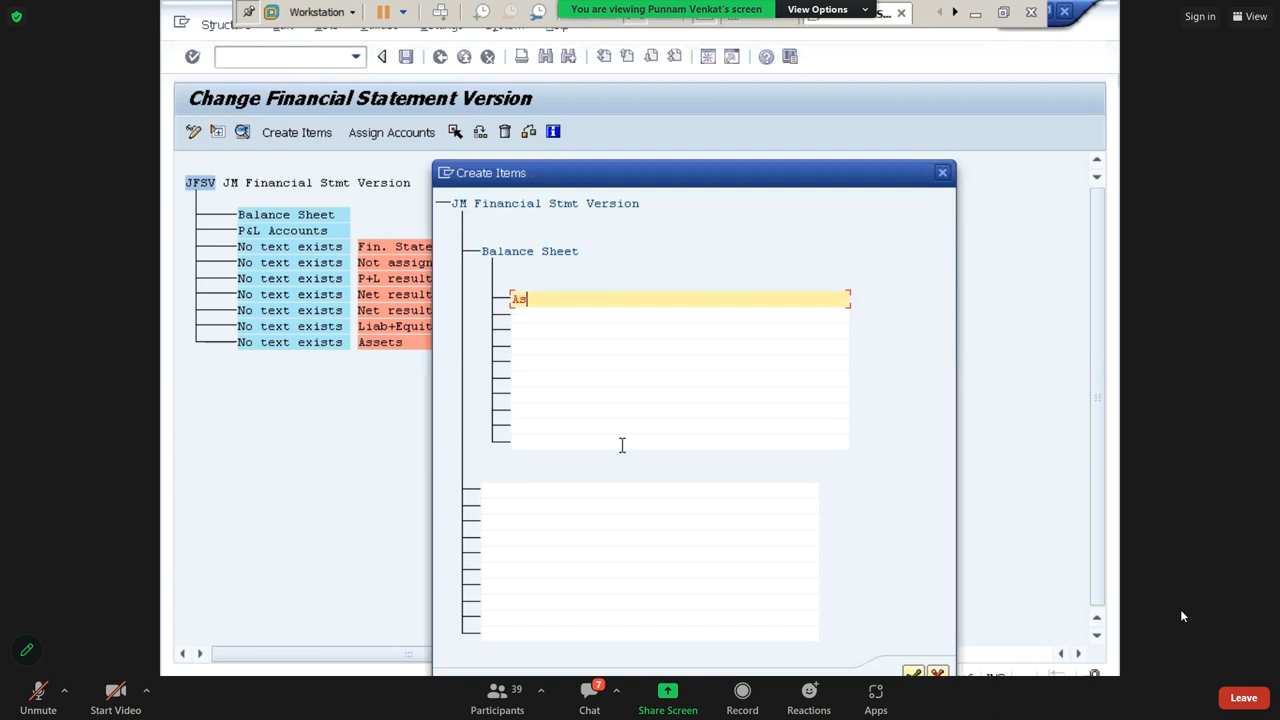 Workstation
You are viewing Punnam Venkat's screen
View Options
S...
Sign in
View
Structure
Change Financial Statement Version
Create Items
Assign Accounts
JFSV JM Financial Stmt Version
Balance Sheet
P&L Accounts
No text exists Fin. State
No text exists Not assign
No text exists P+L result
No text exists Net result
No text exists Net result
No text exists Liab+Equit
No text exists Assets
Create Items
JM Financial Stmt Version
Balance Sheet
As
Unmute
Start Video
39
Participants
7
Chat
Share Screen
Record
Reactions
Apps
Leave